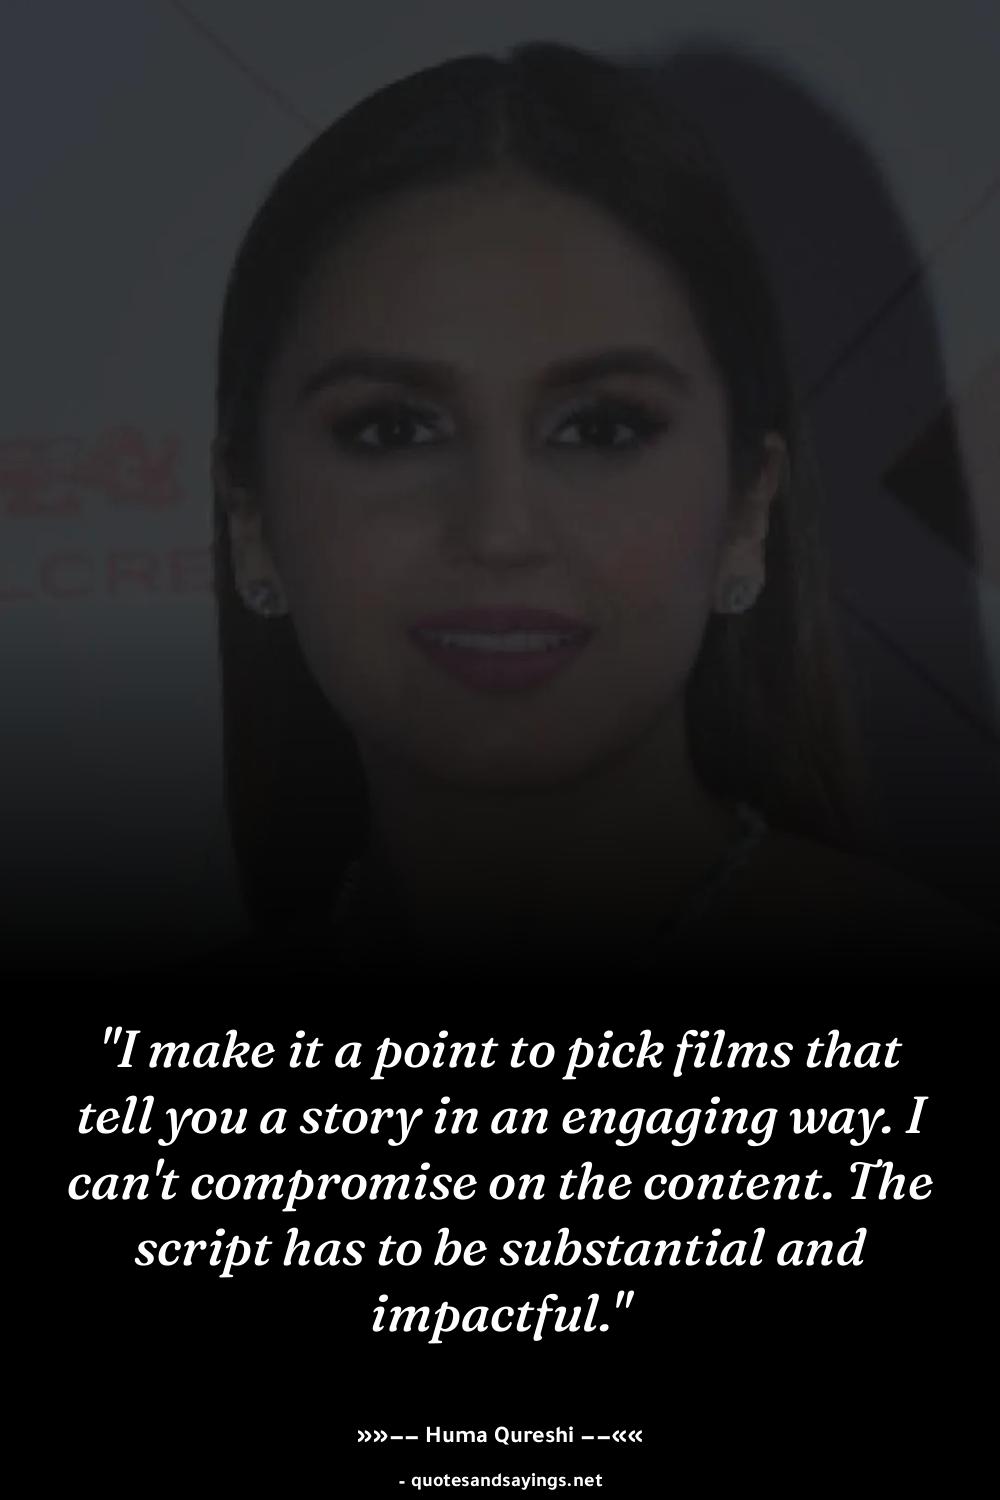 LCRE
"I make it a point to pick films that
tell you a story in an engaging way. I
can't compromise on the content. The
script has to be substantial and
impactful."
»»−− Huma Qureshi −−««
- quotesandsayings.net